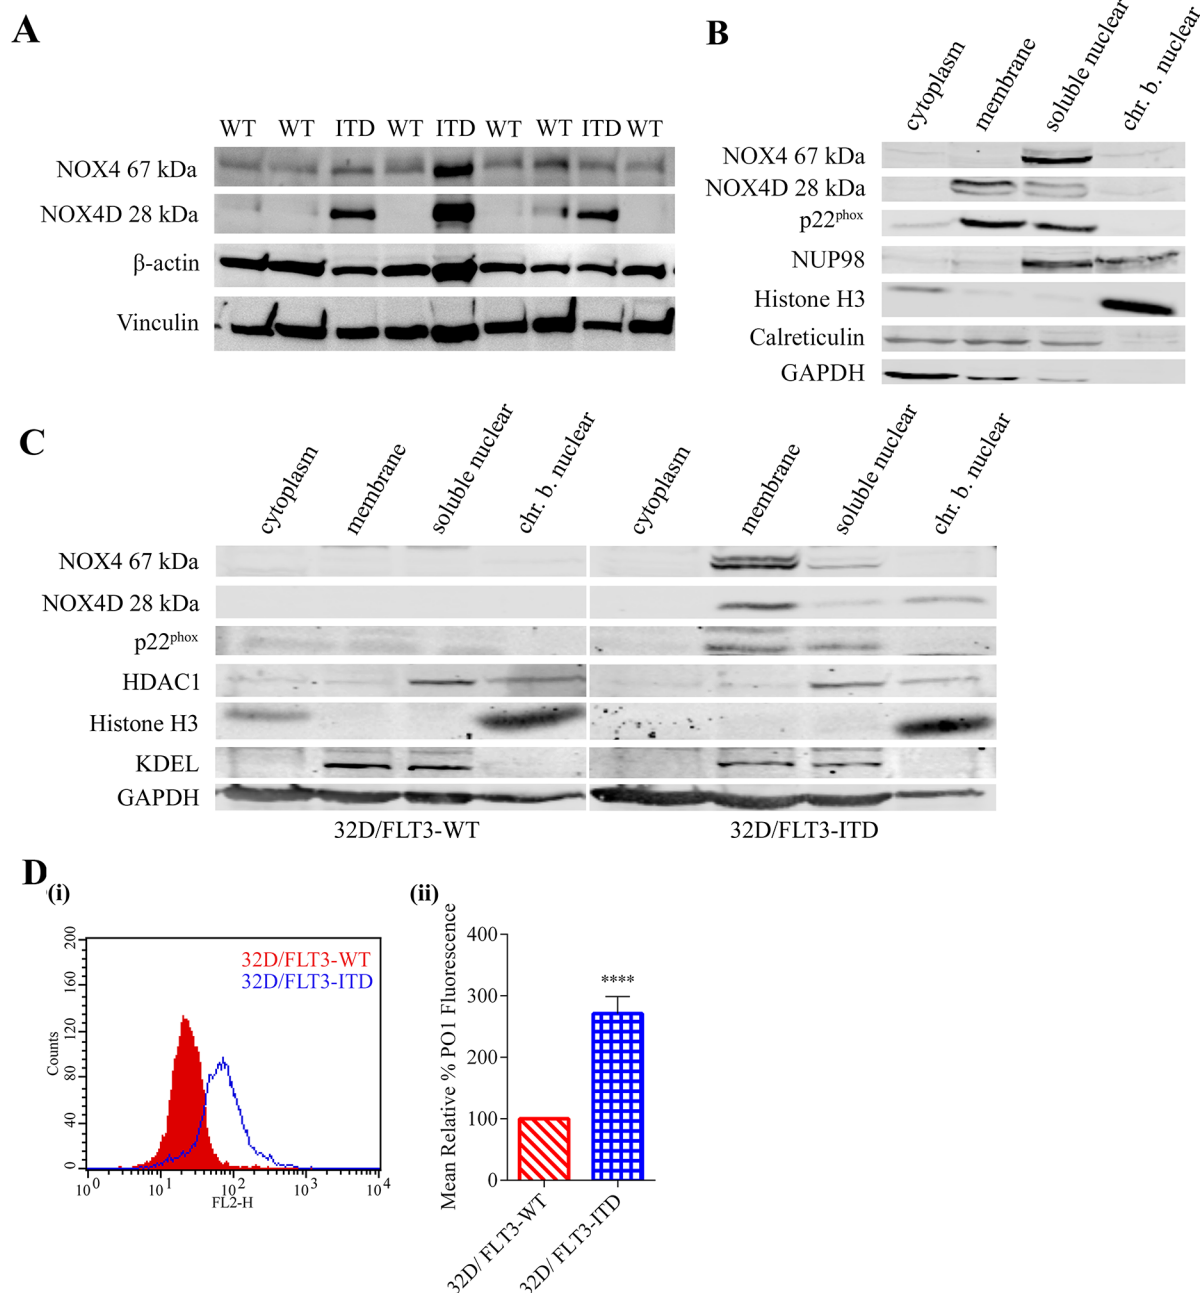 A
WT WT ITD WT ITD WT WT ITD WT
NOX4 67 kDa
NOX4D 28 kDa
β-actin
Vinculin
B
cytoplasm membrane soluble nuclear chr. b. nuclear
NOX4 67 kDa
NOX4D 28 kDa
p22phox
NUP98
Histone H3
Calreticulin
GAPDH
C
cytoplasm membrane soluble nuclear chr. b. nuclear cytoplasm membrane soluble nuclear chr. b. nuclear
NOX4 67 kDa
NOX4D 28 kDa
p22phox
HDAC1
Histone H3
KDEL
GAPDH
32D/FLT3-WT 32D/FLT3-ITD
D
(i)
32D/FLT3-WT
32D/FLT3-ITD
Counts
200
160
120
80
40
0
10^0 10^1 10^2 10^3 10^4
FL2-H
(ii)
Mean Relative % PO1 Fluorescence
400
300
200
100
0
****
32D/ FLT3-WT
32D/ FLT3-ITD